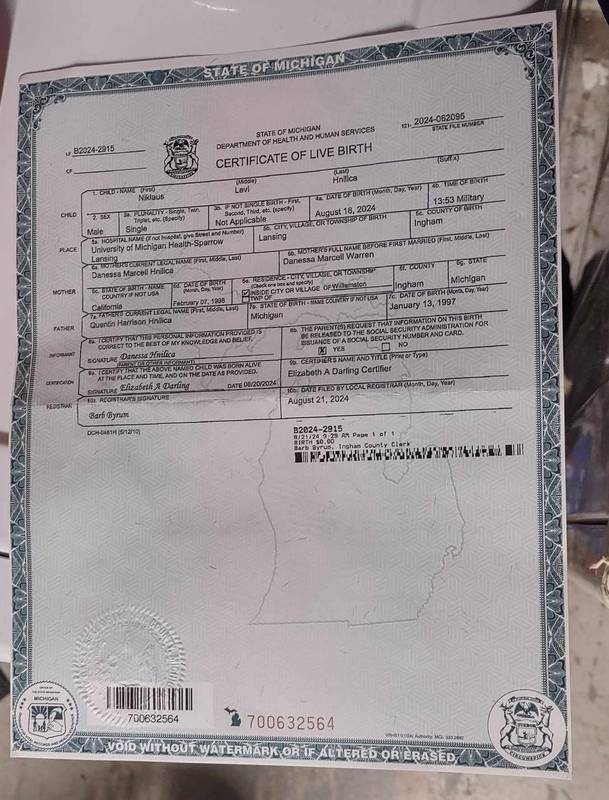 STATE OF MICHIGAN
LF B2024-2915
CF
STATE OF MICHIGAN
DEPARTMENT OF HEALTH AND HUMAN SERVICES
CERTIFICATE OF LIVE BIRTH
121- 2024-062095
STATE FILE NUMBER
CHILD
1. CHILD - NAME (First) (Middle) (Last) (Suffix)
Niklaus Levi Hnilica
2. SEX
Male
3a. PLURALITY - Single, Twin, Triplet, etc. (Specify)
Single
3b. IF NOT SINGLE BIRTH - First, Second, Third, etc. (specify)
Not Applicable
4a. DATE OF BIRTH (Month, Day, Year)
August 18, 2024
4b. TIME OF BIRTH
13:53 Military
PLACE
5a. HOSPITAL NAME (If not hospital, give Street and Number)
University of Michigan Health-Sparrow
Lansing
5b. CITY, VILLAGE, OR TOWNSHIP OF BIRTH
Lansing
5c. COUNTY OF BIRTH
Ingham
MOTHER
6a. MOTHER'S CURRENT LEGAL NAME (First, Middle, Last)
Danessa Marcell Hnilica
6b. MOTHER'S FULL NAME BEFORE FIRST MARRIED (First, Middle, Last)
Danessa Marcell Warren
6c. STATE OF BIRTH - NAME COUNTRY IF NOT USA
California
6d. DATE OF BIRTH (Month, Day, Year)
February 07, 1998
6e. RESIDENCE - CITY, VILLAGE, OR TOWNSHIP
(Check one box and specify)
INSIDE CITY OR VILLAGE OF Williamston
TWP OF
6f. COUNTY
Ingham
6g. STATE
Michigan
FATHER
7a. FATHER'S CURRENT LEGAL NAME (First, Middle, Last)
Quentin Harrison Hnilica
7b. STATE OF BIRTH - NAME COUNTRY IF NOT USA
Michigan
7c. DATE OF BIRTH (Month, Day, Year)
January 13, 1997
INFORMANT
8a. I CERTIFY THAT THIS PERSONAL INFORMATION PROVIDED IS
CORRECT TO THE BEST OF MY KNOWLEDGE AND BELIEF.
SIGNATURE Danessa Hnilica
(PARENT OR OTHER INFORMANT)
8b. THE PARENT(S) REQUEST THAT INFORMATION ON THIS BIRTH
BE RELEASED TO THE SOCIAL SECURITY ADMINISTRATION FOR
ISSUANCE OF A SOCIAL SECURITY NUMBER AND CARD.
X YES NO
CERTIFICATION
9a. I CERTIFY THAT THE ABOVE NAMED CHILD WAS BORN ALIVE
AT THE PLACE AND TIME, AND ON THE DATE AS PROVIDED.
SIGNATURE Elizabeth A Darling DATE 08/20/2024
9b. CERTIFIER'S NAME AND TITLE (Print or Type)
Elizabeth A Darling Certifier
REGISTRAR
10a. REGISTRAR'S SIGNATURE
Barb Byrum
10b. DATE FILED BY LOCAL REGISTRAR (Month, Day, Year)
August 21, 2024
DCH-0481H (5/12/10)
B2024-2915
8/21/24 9:29 AM Page 1 of 1
BIRTH $0.00
Barb Byrum, Ingham County Clerk
MICHIGAN
700632564
700632564
VOID WITHOUT WATERMARK OR IF ALTERED OR ERASED.